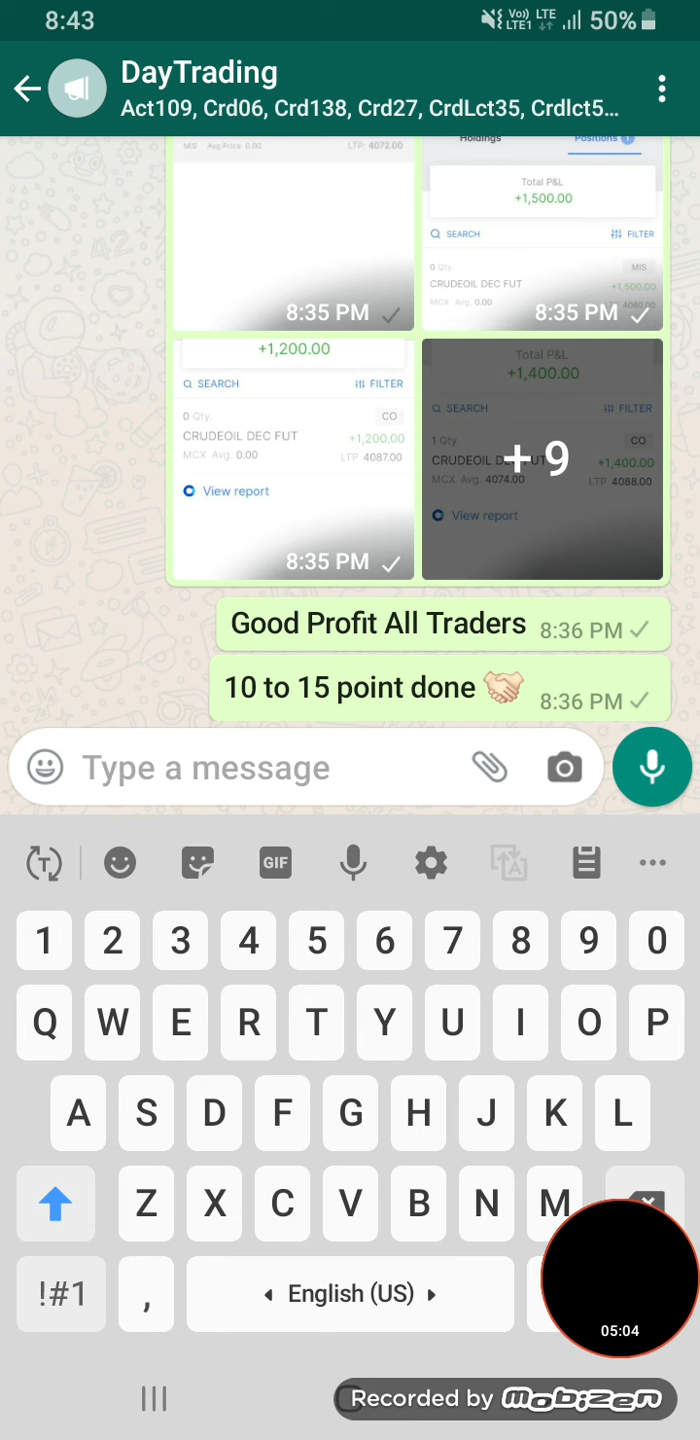 8:43
Vo) LTE
LTE1
50%
DayTrading
Act109, Crd06, Crd138, Crd27, CrdLct35, Crdlct5...
MIS Avg.Price 0.00 LTP: 4072.00
8:35 PM
Holdings Positions 1
Total P&L
+1,500.00
SEARCH FILTER
0 Qty. MIS
CRUDEOIL DEC FUT +1,500.00
MCX Avg. 0.00 LTP 4080.00
8:35 PM
+1,200.00
SEARCH FILTER
0 Qty. CO
CRUDEOIL DEC FUT +1,200.00
MCX Avg. 0.00 LTP 4087.00
View report
8:35 PM
Total P&L
+1,400.00
SEARCH FILTER
1 Qty. CO
CRUDEOIL DEC FUT +1,400.00
MCX Avg. 4074.00 LTP 4088.00
View report
+9
Good Profit All Traders 8:36 PM
10 to 15 point done 🤝🏻 8:36 PM
Type a message
T GIF A
1 2 3 4 5 6 7 8 9 0
Q W E R T Y U I O P
A S D F G H J K L
Z X C V B N M
!#1 , English (US)
05:04
Recorded by mobizen